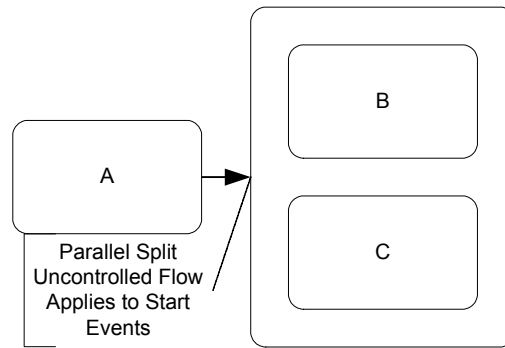 A
B
C
Parallel Split
Uncontrolled Flow
Applies to Start
Events